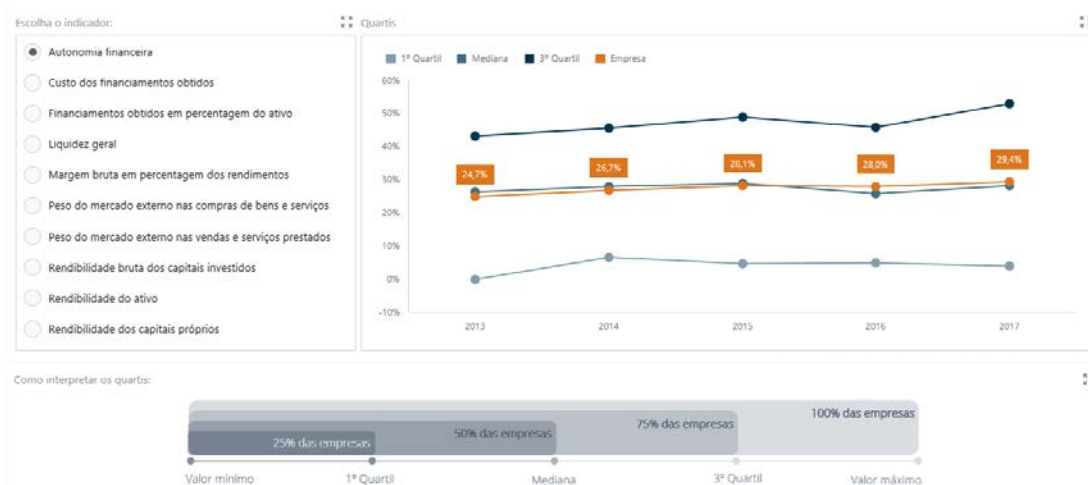 Escolha o indicador:
Autonomia financeira
Custo dos financiamentos obtidos
Financiamentos obtidos em percentagem do ativo
Liquidez geral
Margem bruta em percentagem dos rendimentos
Peso do mercado externo nas compras de bens e serviços
Peso do mercado externo nas vendas e serviços prestados
Rendibilidade bruta dos capitais investidos
Rendibilidade do ativo
Rendibilidade dos capitais próprios
Quartis
1º Quartil Mediana 3º Quartil Empresa
60%
50%
40%
30%
20%
10%
0%
-10%
24,7% 26,7% 28,1% 28,0% 29,4%
2013 2014 2015 2016 2017
Como interpretar os quartis:
25% das empresas 50% das empresas 75% das empresas 100% das empresas
Valor mínimo 1º Quartil Mediana 3º Quartil Valor máximo